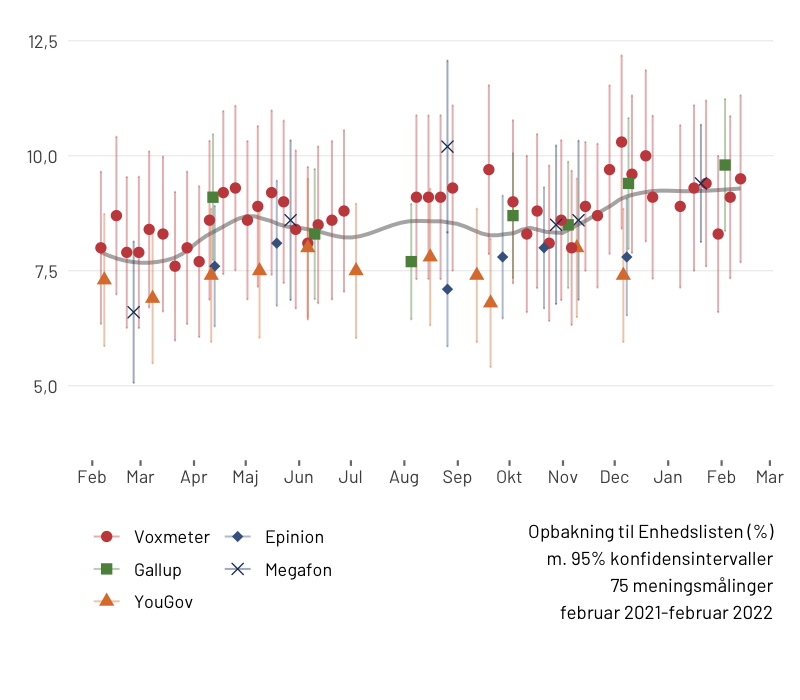 12,5
10,0
7,5
5,0
Feb Mar Apr Maj Jun Jul Aug Sep Okt Nov Dec Jan Feb Mar
Voxmeter Epinion
Gallup Megafon
YouGov
Opbakning til Enhedslisten (%)
m. 95% konfidensintervaller
75 meningsmålinger
februar 2021-februar 2022